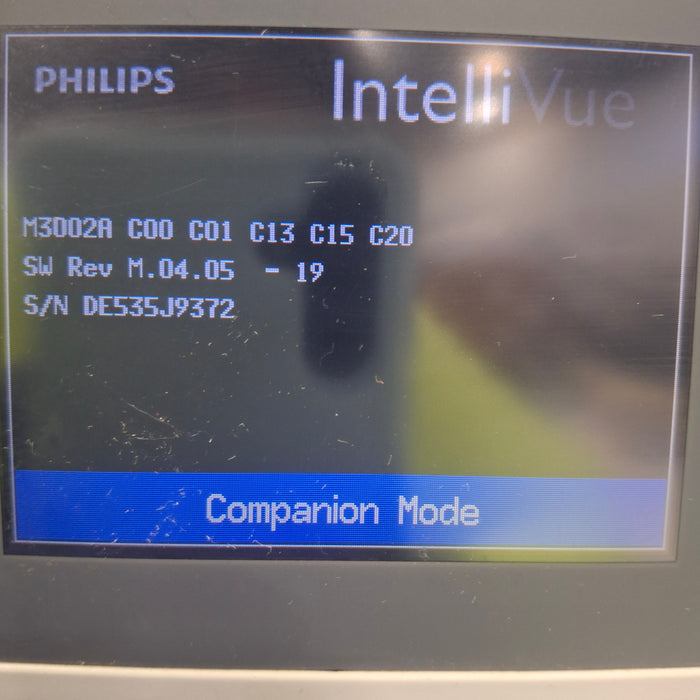 PHILIPS
IntelliVue
M3002A C00 C01 C13 C15 C20
SW Rev M.04.05 - 19
S/N DE535J9372
Companion Mode